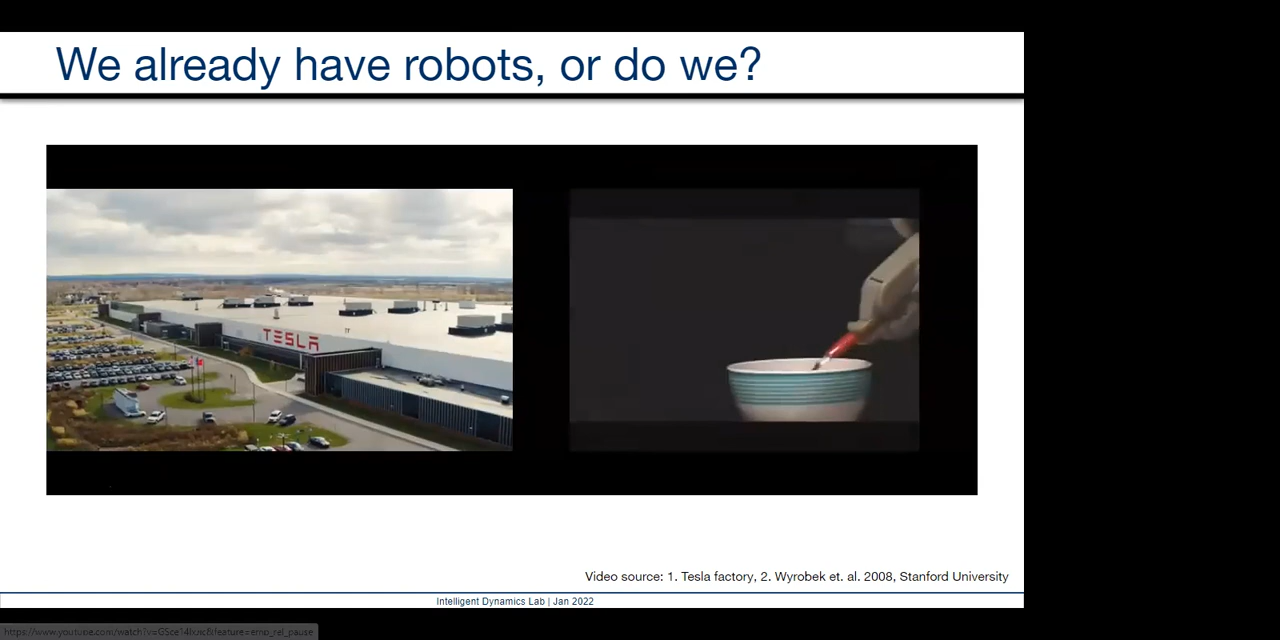 We already have robots, or do we?
TESLA
Video source: 1. Tesla factory, 2. Wyrobek et. al. 2008, Stanford University
Intelligent Dynamics Lab | Jan 2022